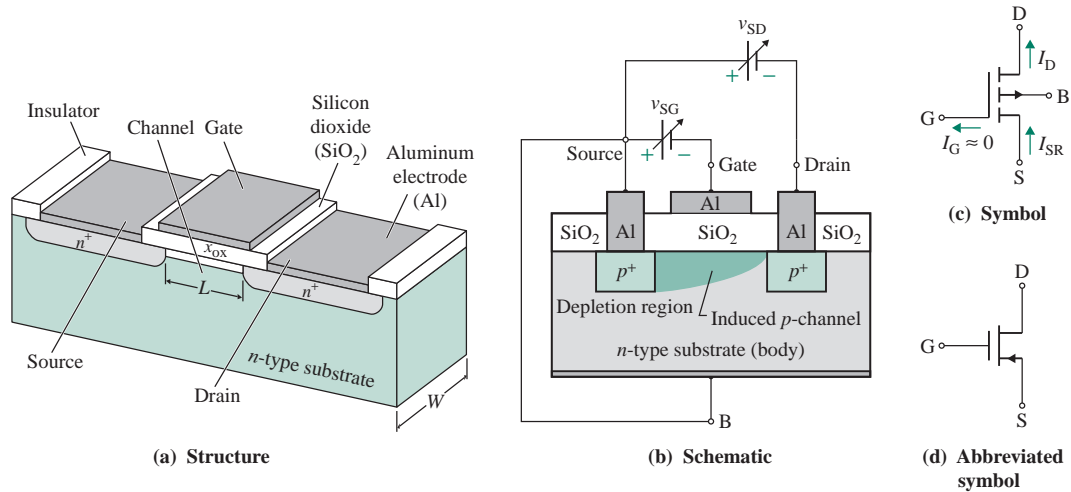 Insulator
Channel
Gate
Silicon
dioxide
(SiO2)
Aluminum
electrode
(Al)
n+
xox
n+
L
Source
Drain
n-type substrate
W
(a) Structure
vSD
+
−
vSG
+
−
Source
Gate
Drain
Al
SiO2
Al
SiO2
Al
SiO2
p+
p+
Depletion region
Induced p-channel
n-type substrate (body)
B
(b) Schematic
D
ID
B
G
IG ≈ 0
ISR
S
(c) Symbol
D
G
S
(d) Abbreviated
symbol